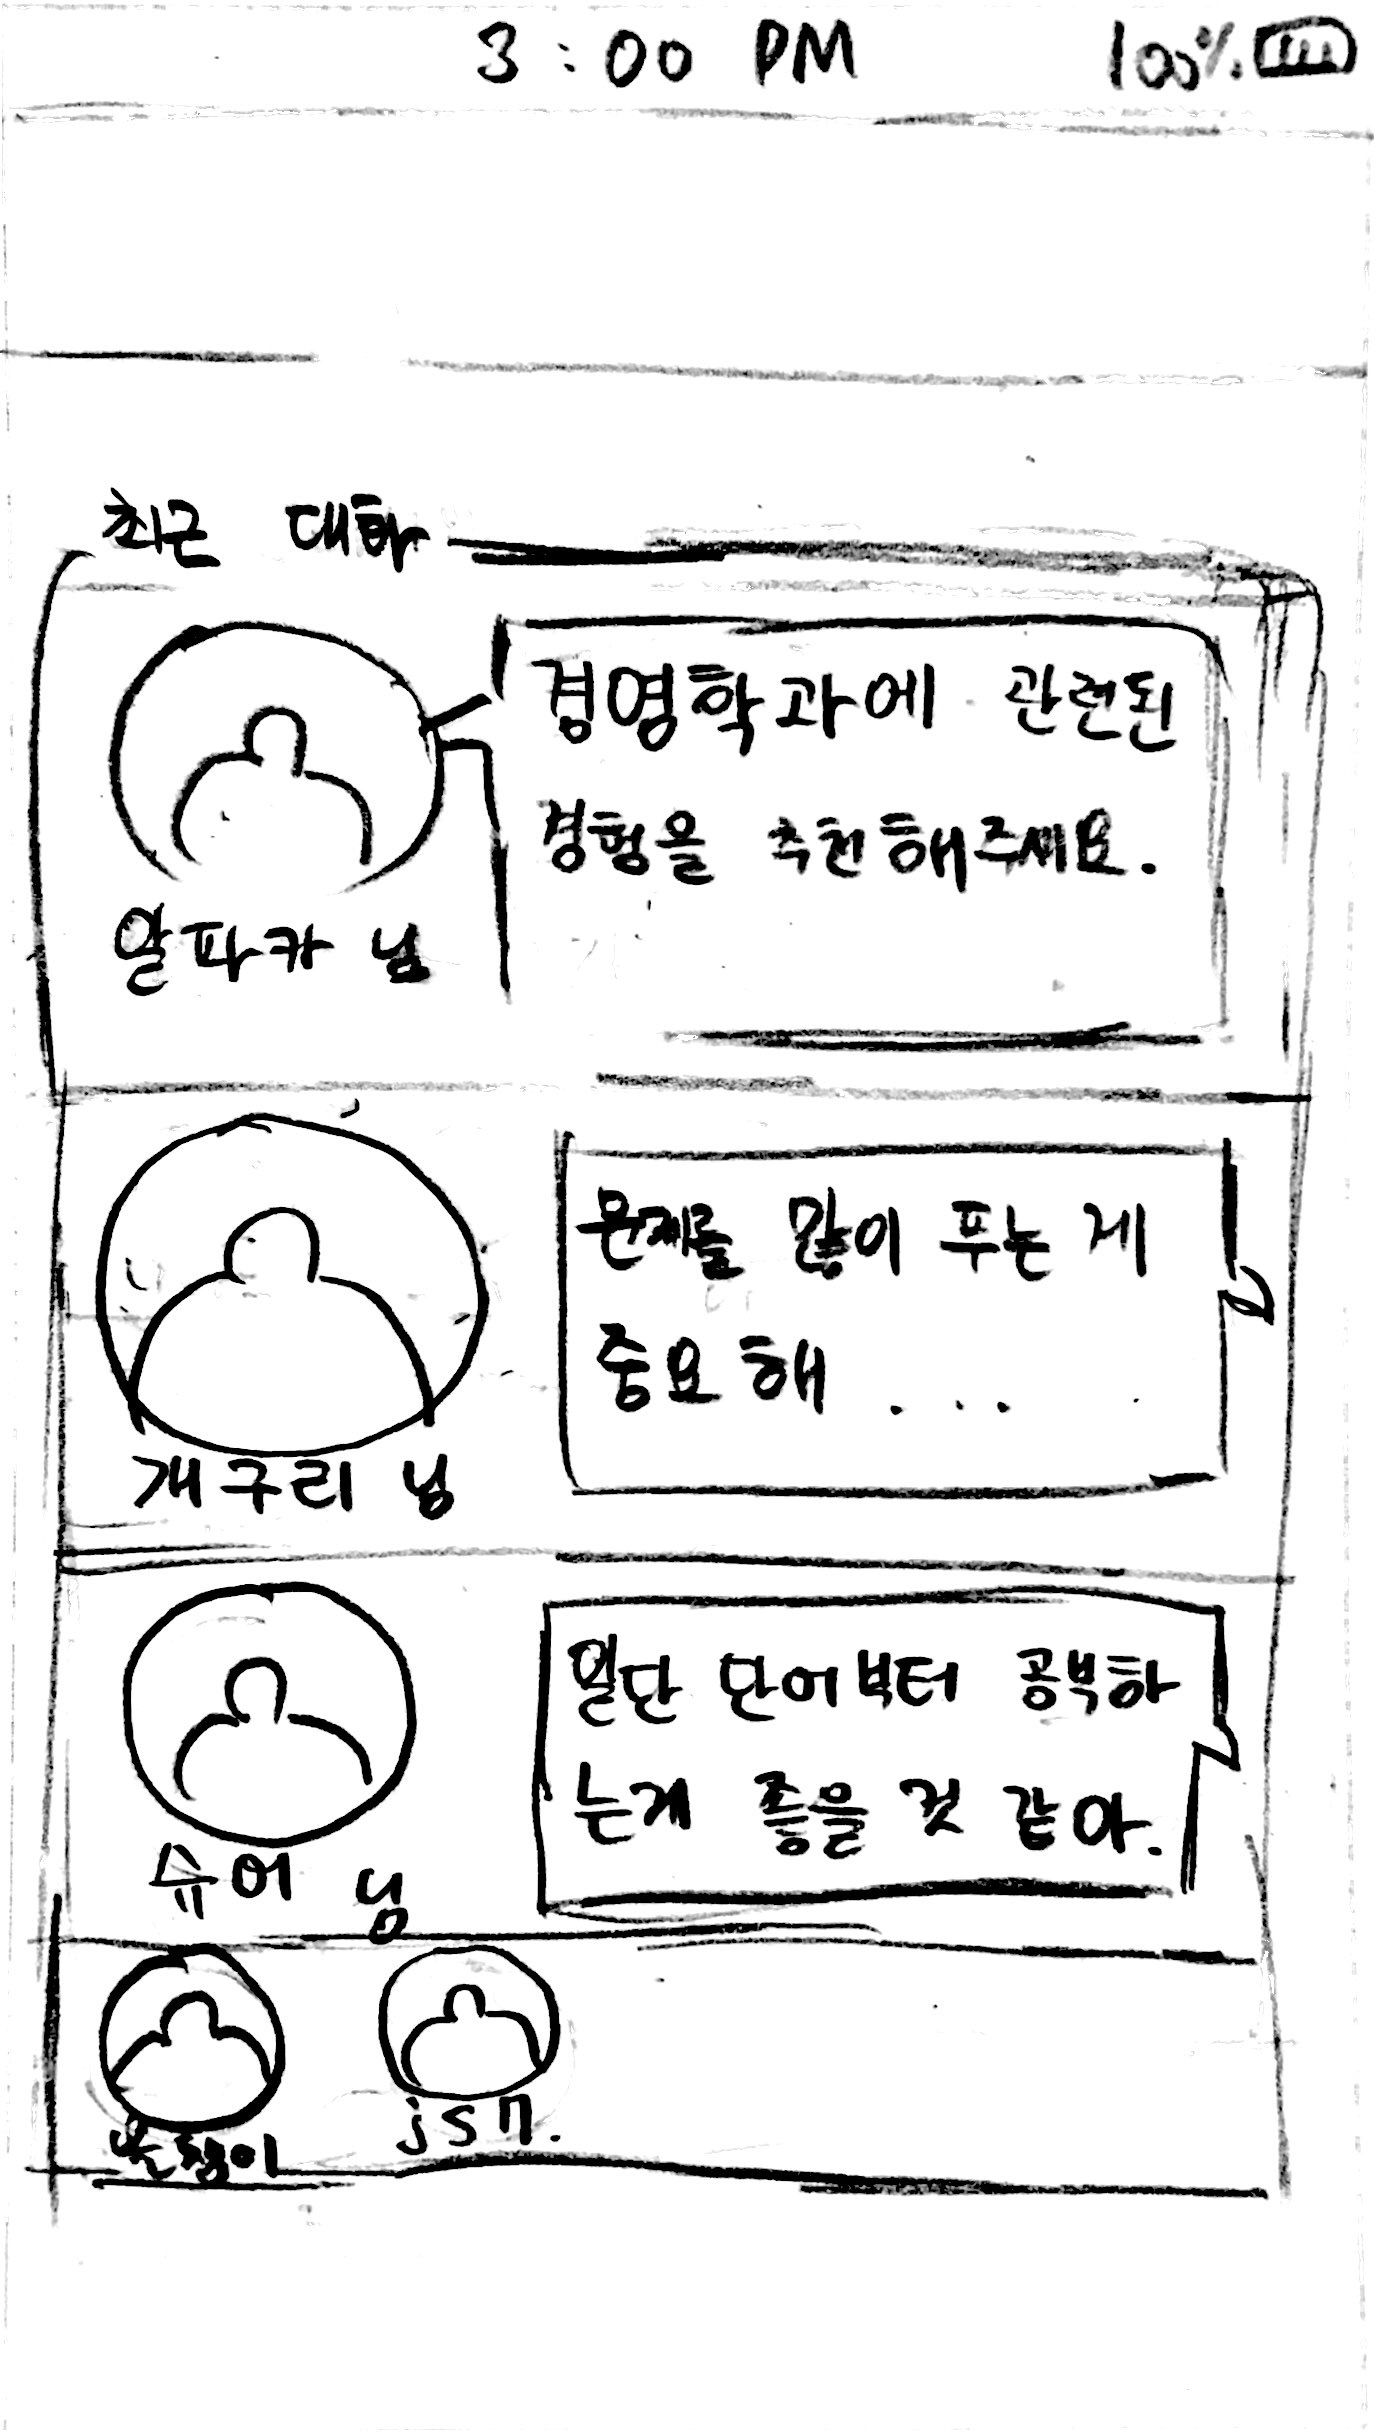 3:00 PM
100%
최근 대화
경영학과에 관련된
경험을 추천해주세요.
알파카 님
문제를 많이 푸는 게
중요해 ....
개구리 님
일단 단어부터 공부하
는게 좋을 것 같아.
슈어 님